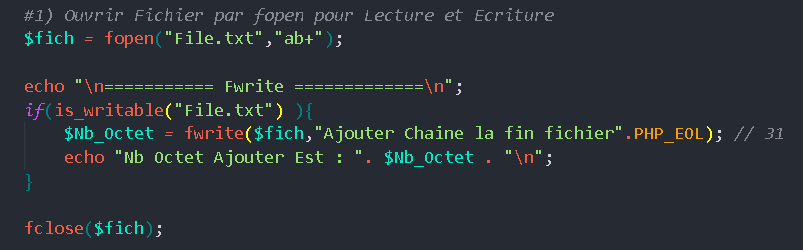 #1) Ouvrir Fichier par fopen pour Lecture et Ecriture
$fich = fopen("File.txt","ab+");
echo "\n=========== Fwrite =============\n";
if(is_writable("File.txt") ){
$Nb_Octet = fwrite($fich,"Ajouter Chaine la fin fichier".PHP_EOL); // 31
echo "Nb Octet Ajouter Est : ". $Nb_Octet . "\n";
}
fclose($fich);